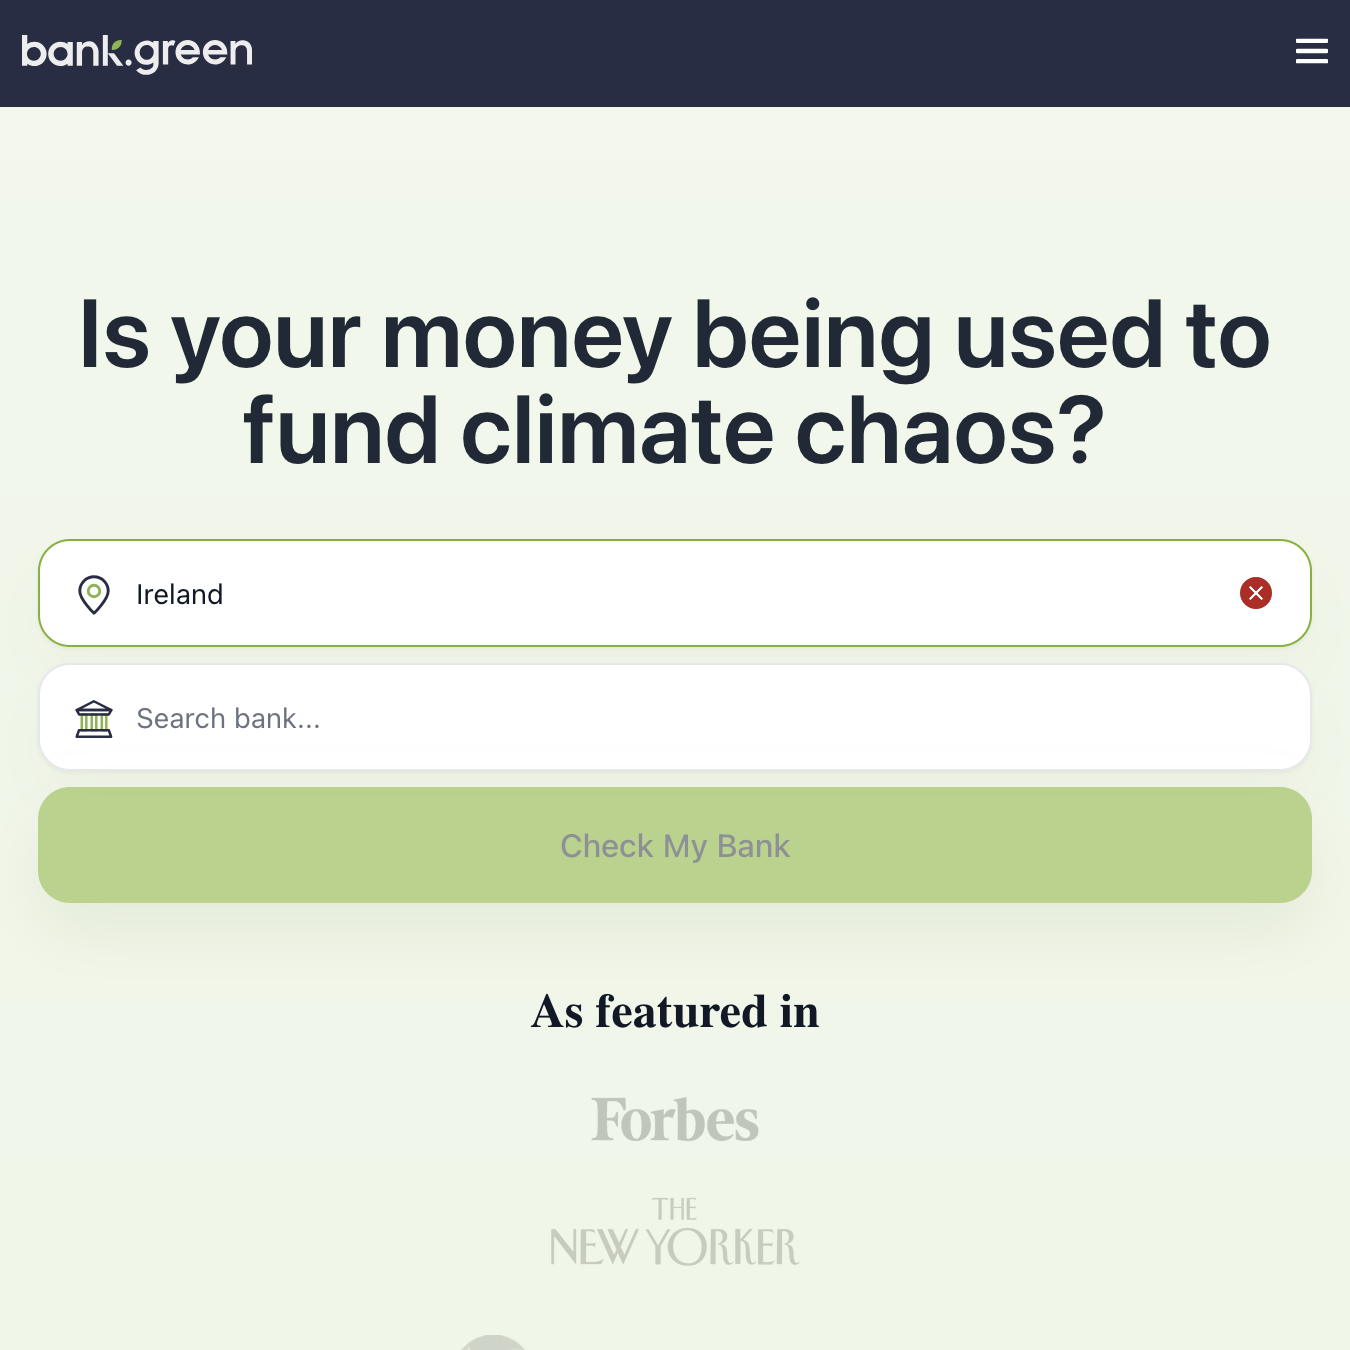 bank.green
Is your money being used to
fund climate chaos?
Ireland
Search bank...
Check My Bank
As featured in
Forbes
THE
NEW YORKER